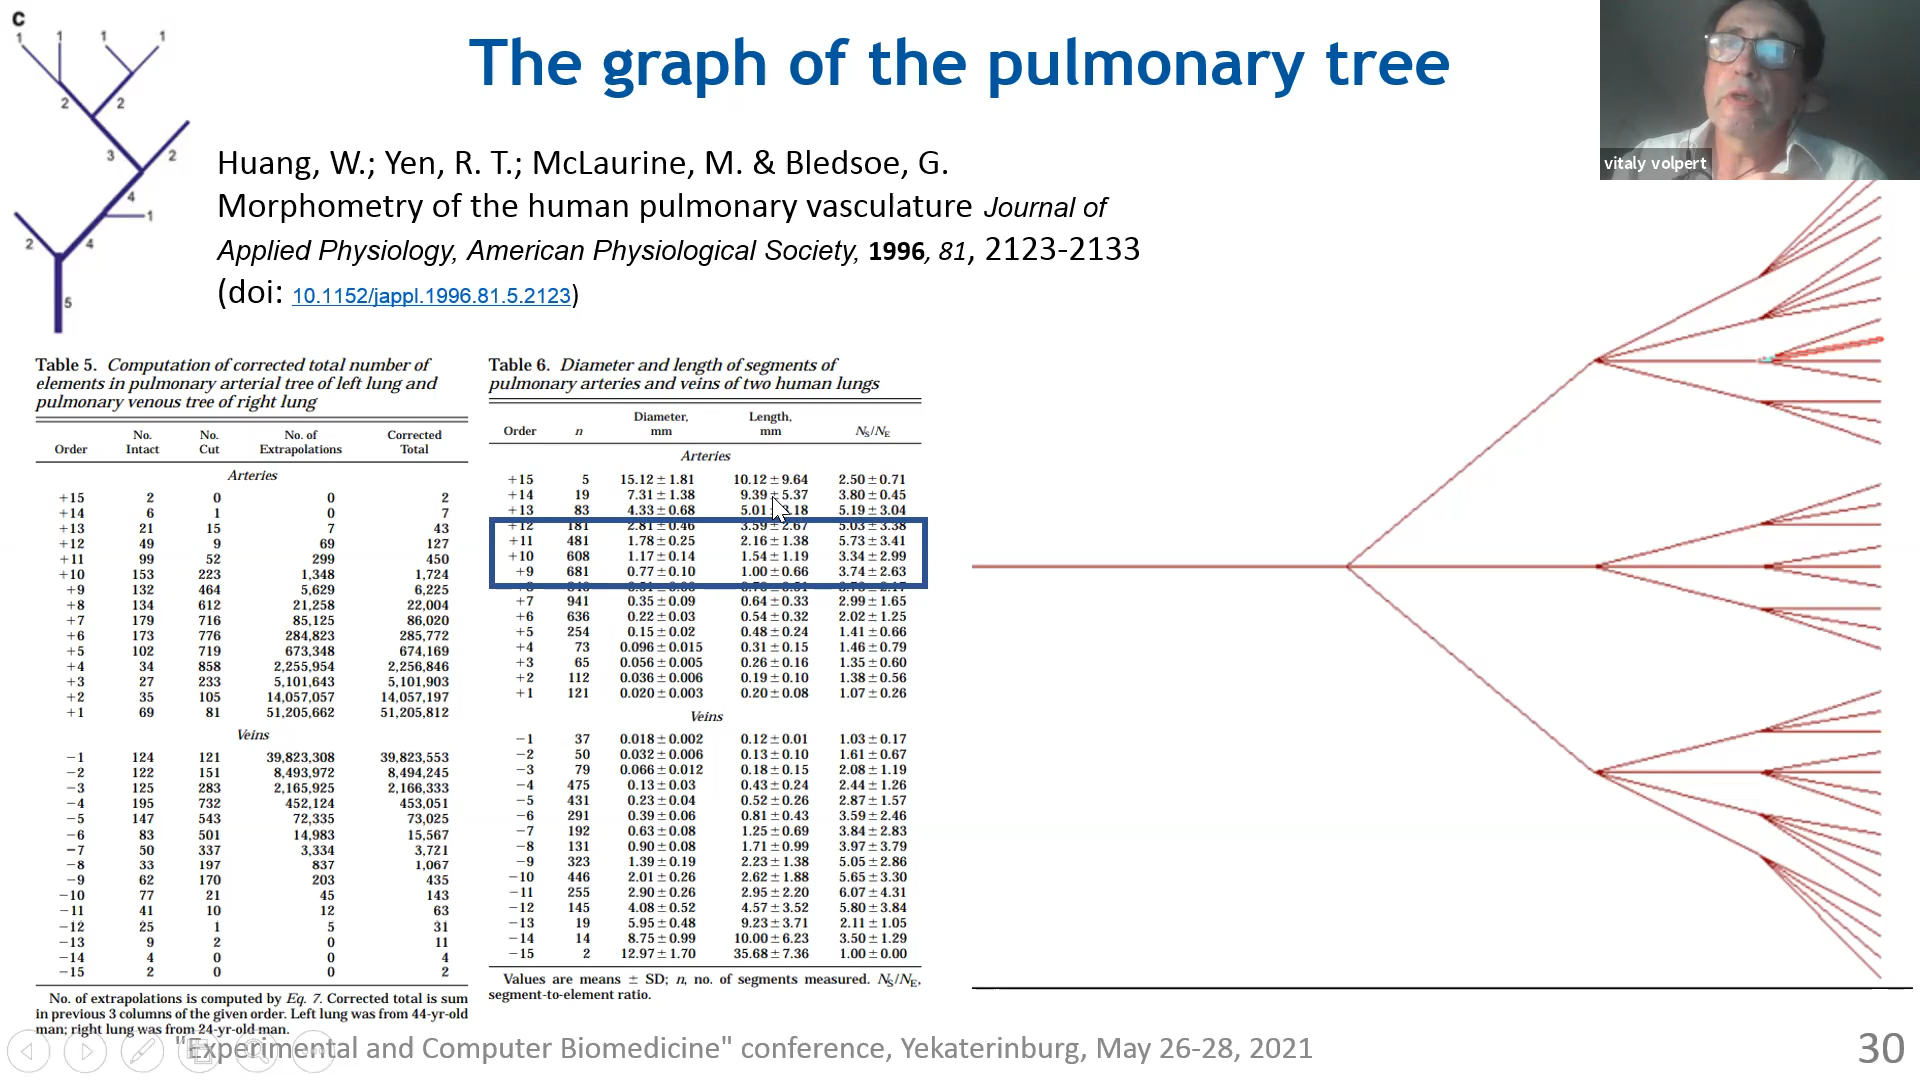 C
1 1 1 1
2 2
3 2
4
1
2 4
5
The graph of the pulmonary tree
vitaly volpert
Huang, W.; Yen, R. T.; McLaurine, M. & Bledsoe, G.
Morphometry of the human pulmonary vasculature Journal of
Applied Physiology, American Physiological Society, 1996, 81, 2123-2133
(doi: 10.1152/jappl.1996.81.5.2123)
Table 5. Computation of corrected total number of
elements in pulmonary arterial tree of left lung and
pulmonary venous tree of right lung
Order No. Intact No. Cut No. of Extrapolations Corrected Total
Arteries
+15 2 0 0 2
+14 6 1 0 7
+13 21 15 7 43
+12 49 9 69 127
+11 99 52 299 450
+10 153 223 1,348 1,724
+9 132 464 5,629 6,225
+8 134 612 21,258 22,004
+7 179 716 85,125 86,020
+6 173 776 284,823 285,772
+5 102 719 673,348 674,169
+4 34 858 2,255,954 2,256,846
+3 27 233 5,101,643 5,101,903
+2 35 105 14,057,057 14,057,197
+1 69 81 51,205,662 51,205,812
Veins
−1 124 121 39,823,308 39,823,553
−2 122 151 8,493,972 8,494,245
−3 125 283 2,165,925 2,166,333
−4 195 732 452,124 453,051
−5 147 543 72,335 73,025
−6 83 501 14,983 15,567
−7 50 337 3,334 3,721
−8 33 197 837 1,067
−9 62 170 203 435
−10 77 21 45 143
−11 41 10 12 63
−12 25 1 5 31
−13 9 2 0 11
−14 4 0 0 4
−15 2 0 0 2
No. of extrapolations is computed by Eq. 7. Corrected total is sum
in previous 3 columns of the given order. Left lung was from 44-yr-old
man; right lung was from 24-yr-old man.
Table 6. Diameter and length of segments of
pulmonary arteries and veins of two human lungs
Order n Diameter, mm Length, mm NS/NE
Arteries
+15 5 15.12±1.81 10.12±9.64 2.50±0.71
+14 19 7.31±1.38 9.39±5.37 3.80±0.45
+13 83 4.33±0.68 5.01 3.18 5.19±3.04
+12 181 2.81±0.46 3.59±2.67 5.03±3.38
+11 481 1.78±0.25 2.16±1.38 5.73±3.41
+10 608 1.17±0.14 1.54±1.19 3.34±2.99
+9 681 0.77±0.10 1.00±0.66 3.74±2.63
+7 941 0.35±0.09 0.64±0.33 2.99±1.65
+6 636 0.22±0.03 0.54±0.32 2.02±1.25
+5 254 0.15±0.02 0.48±0.24 1.41±0.66
+4 73 0.096±0.015 0.31±0.15 1.46±0.79
+3 65 0.056±0.005 0.26±0.16 1.35±0.60
+2 112 0.036±0.006 0.19±0.10 1.38±0.56
+1 121 0.020±0.003 0.20±0.08 1.07±0.26
Veins
−1 37 0.018±0.002 0.12±0.01 1.03±0.17
−2 50 0.032±0.006 0.13±0.10 1.61±0.67
−3 79 0.066±0.012 0.18±0.15 2.08±1.19
−4 475 0.13±0.03 0.43±0.24 2.44±1.26
−5 431 0.23±0.04 0.52±0.26 2.87±1.57
−6 291 0.39±0.06 0.81±0.43 3.59±2.46
−7 192 0.63±0.08 1.25±0.69 3.84±2.83
−8 131 0.90±0.08 1.71±0.99 3.97±3.79
−9 323 1.39±0.19 2.23±1.38 5.05±2.86
−10 446 2.01±0.26 2.62±1.88 5.65±3.30
−11 255 2.90±0.26 2.95±2.20 6.07±4.31
−12 145 4.08±0.52 4.57±3.52 5.80±3.84
−13 19 5.95±0.48 9.23±3.71 2.11±1.05
−14 14 8.75±0.99 10.00±6.23 3.50±1.29
−15 2 12.97±1.70 35.68±7.36 1.00±0.00
Values are means ± SD; n, no. of segments measured. NS/NE,
segment-to-element ratio.
"Experimental and Computer Biomedicine" conference, Yekaterinburg, May 26-28, 2021
30